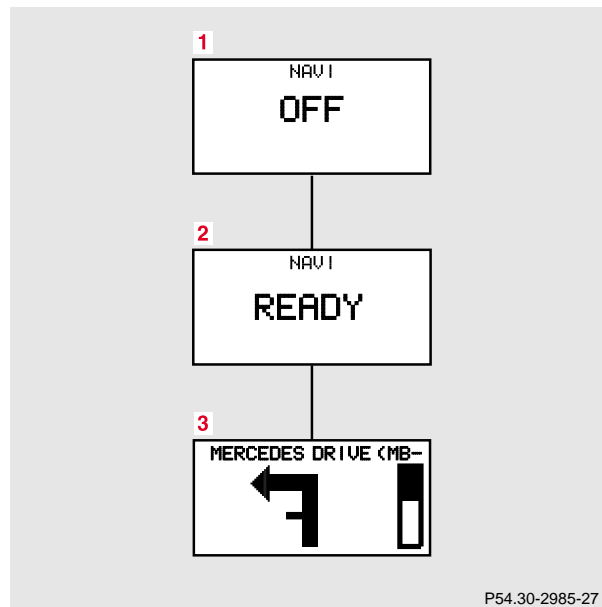 1
NAVI
OFF
2
NAVI
READY
3
MERCEDES DRIVE (MB-
P54.30-2985-27